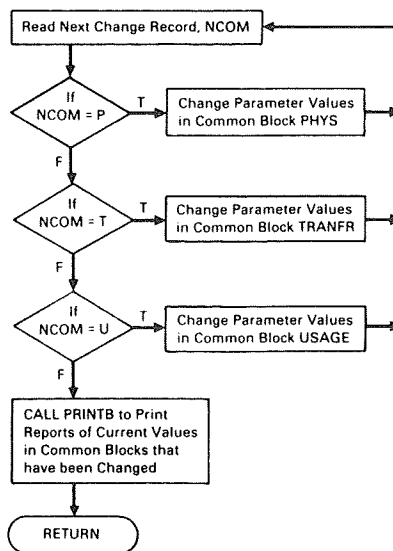 Read Next Change Record, NCOM
If
NCOM = P
T
Change Parameter Values
in Common Block PHYS
F
If
NCOM = T
T
Change Parameter Values
in Common Block TRANFR
F
If
NCOM = U
T
Change Parameter Values
in Common Block USAGE
F
CALL PRINTB to Print
Reports of Current Values
in Common Blocks that
have been Changed
RETURN